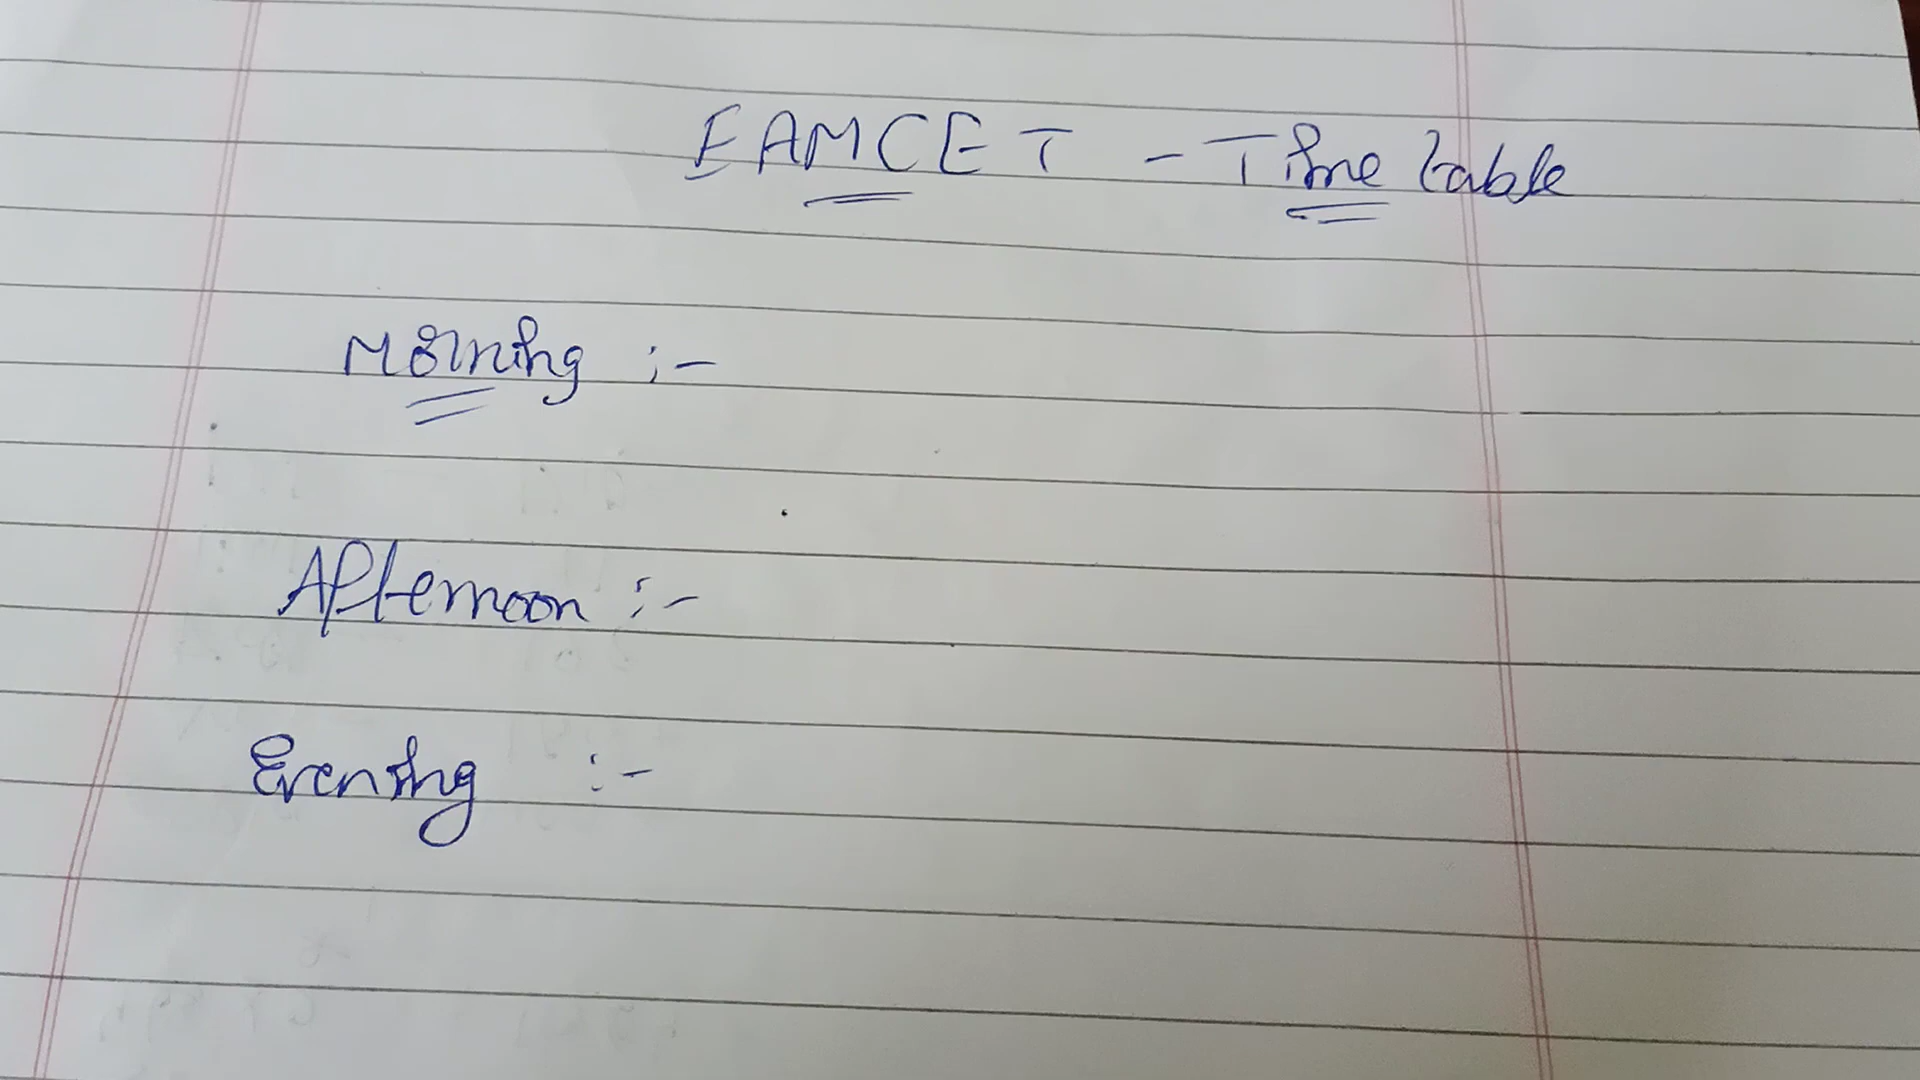 EAMCET - Time table
Morning :-
Afternoon :-
Evening :-